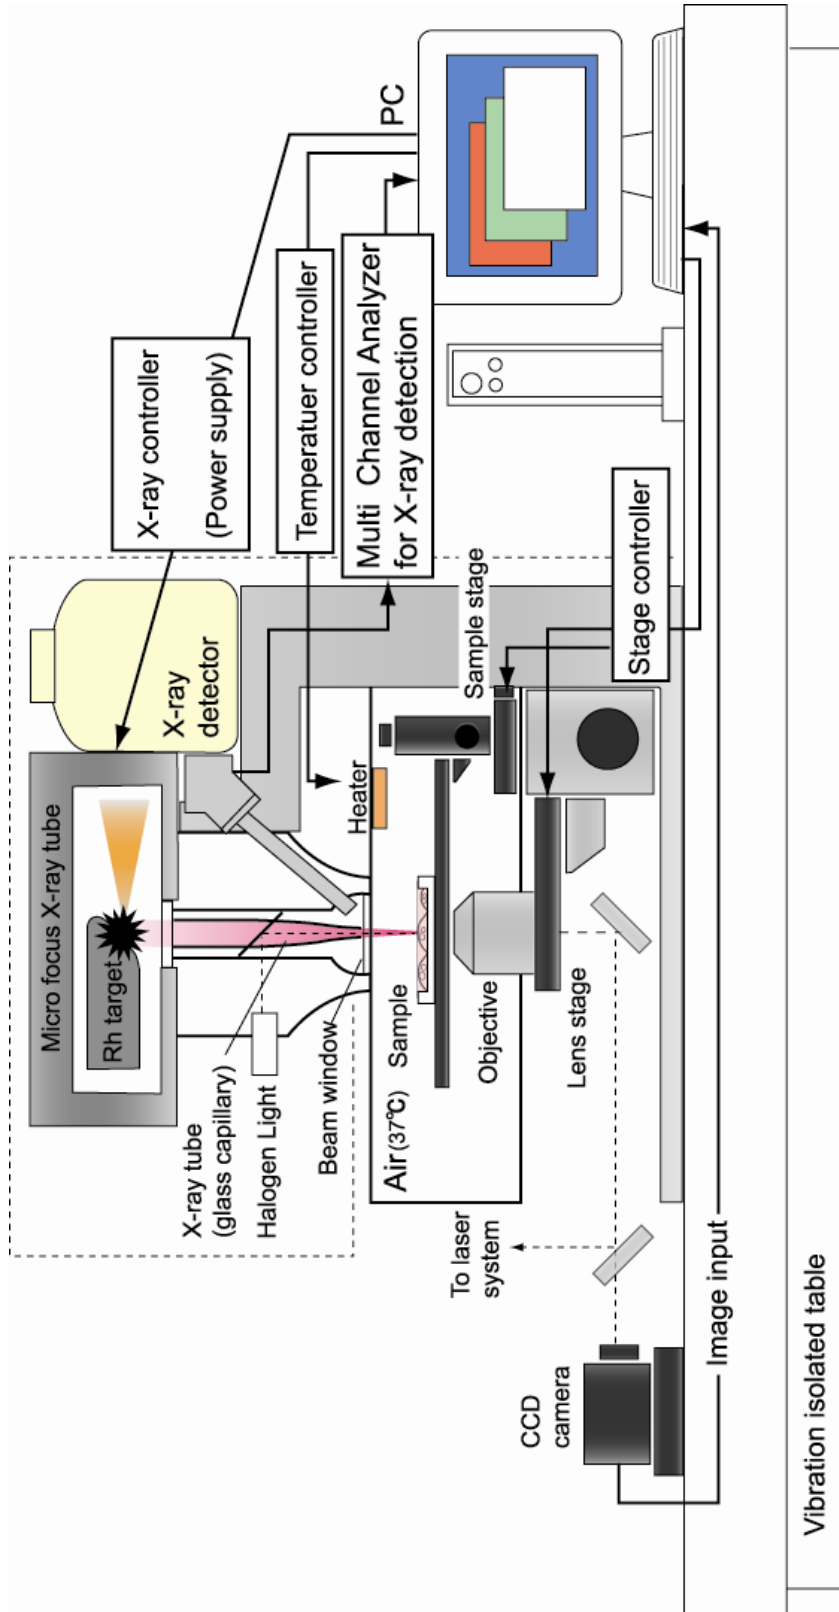 Micro focus X-ray tube
Rh target
X-ray
detector
X-ray controller
(Power supply)
Temperatuer controller
Multi Channel Analyzer
for X-ray detection
PC
X-ray tube
(glass capillary)
Halogen Light
Beam window
Heater
Air(37℃)
Sample
Sample stage
Objective
Lens stage
Stage controller
To laser
system
CCD
camera
Image input
Vibration isolated table